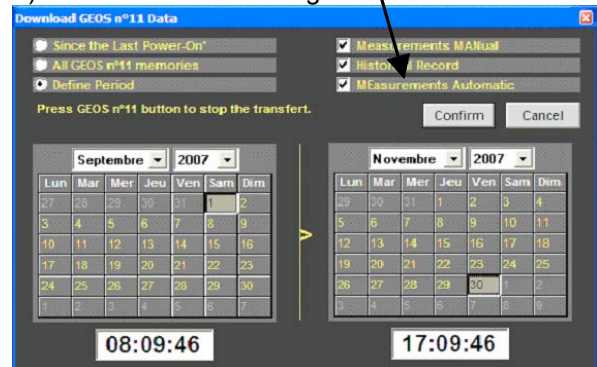 Download GEOS n°11 Data
Since the Last Power-On*
All GEOS n°11 memories
Define Period
Measurements MANual
Historical Record
MEasurements Automatic
Press GEOS n°11 button to stop the transfert.
Confirm Cancel
Septembre 2007
Lun Mar Mer Jeu Ven Sam Dim
27 28 29 30 31 1 2
3 4 5 6 7 8 9
10 11 12 13 14 15 16
17 18 19 20 21 22 23
24 25 26 27 28 29 30
1 2 3 4 5 6 7
08:09:46
>
Novembre 2007
Lun Mar Mer Jeu Ven Sam Dim
29 30 31 1 2 3 4
5 6 7 8 9 10 11
12 13 14 15 16 17 18
19 20 21 22 23 24 25
26 27 28 29 30 1 2
3 4 5 6 7 8 9
17:09:46